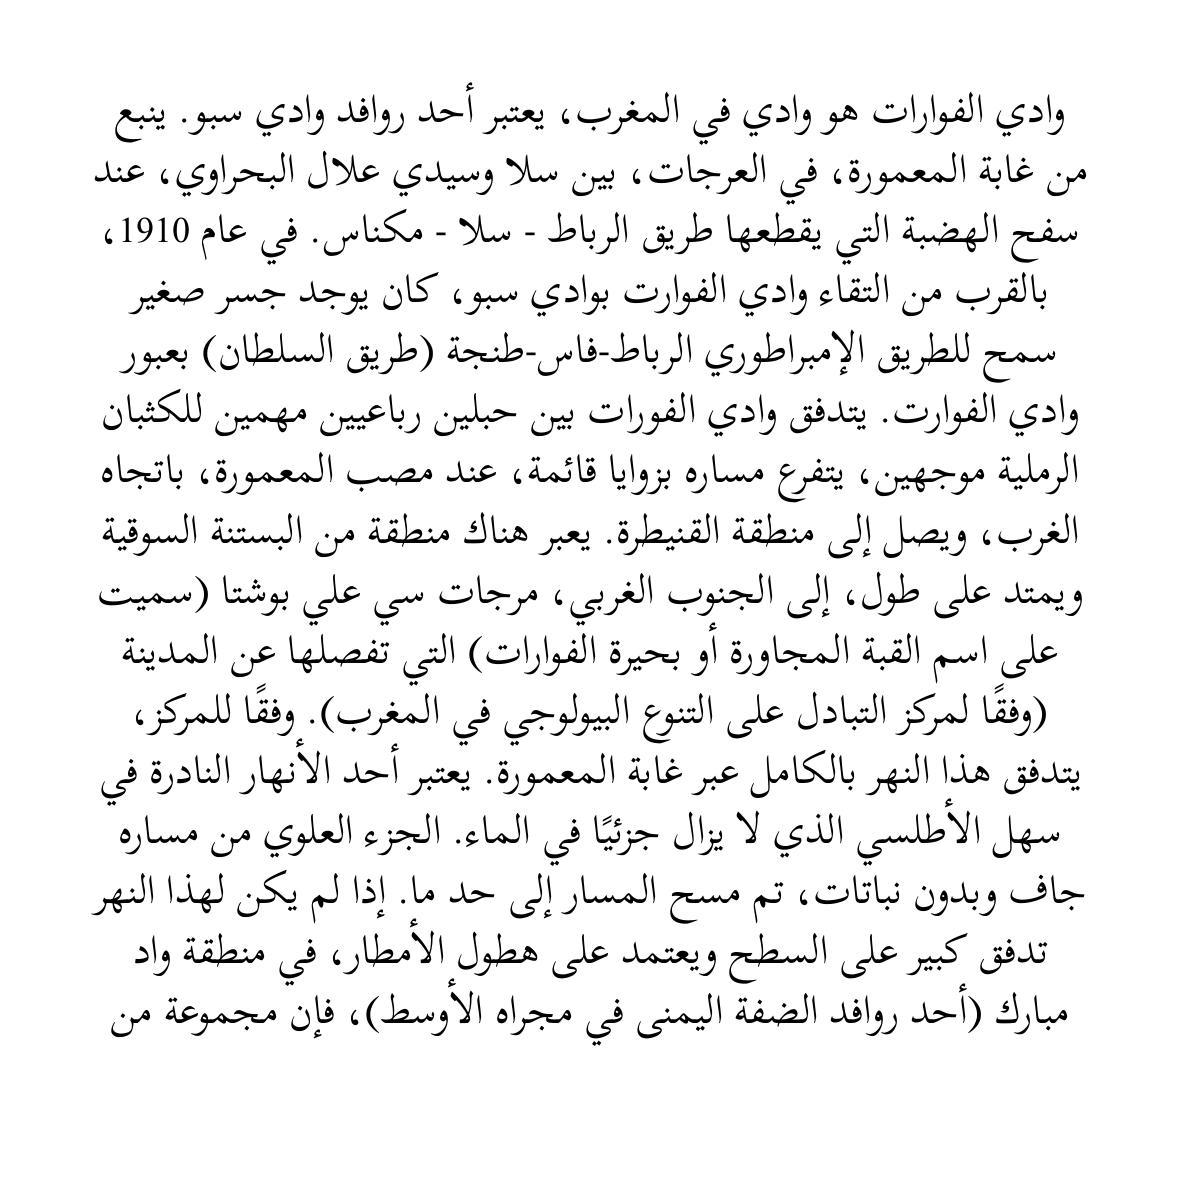 وادي الفوارات هو وادي في المغرب، يعتبر أحد روافد وادي سبو. ينبع
من غابة المعمورة، في العرجات، بين سلا وسيدي علال البحراوي، عند
سفح الهضبة التي يقطعها طريق الرباط - سلا - مكناس. في عام 1910،
بالقرب من التقاء وادي الفوارت بوادي سبو، كان يوجد جسر صغير
سمح للطريق الإمبراطوري الرباط-فاس-طنجة (طريق السلطان) بعبور
وادي الفوارت. يتدفق وادي الفورات بين حبلين رباعيين مهمين للكثبان
الرملية موجهين، يتفرع مساره بزوايا قائمة، عند مصب المعمورة، باتجاه
الغرب، ويصل إلى منطقة القنيطرة. يعبر هناك منطقة من البستنة السوقية
ويمتد على طول، إلى الجنوب الغربي، مرجات سي علي بوشتا (سميت
على اسم القبة المجاورة أو بحيرة الفوارات) التي تفصلها عن المدينة
(وفقًا لمركز التبادل على التنوع البيولوجي في المغرب). وفقًا للمركز،
يتدفق هذا النهر بالكامل عبر غابة المعمورة. يعتبر أحد الأنهار النادرة في
سهل الأطلسي الذي لا يزال جزئيًا في الماء. الجزء العلوي من مساره
جاف وبدون نباتات، تم مسح المسار إلى حد ما. إذا لم يكن لهذا النهر
تدفق كبير على السطح ويعتمد على هطول الأمطار، في منطقة واد
مبارك (أحد روافد الضفة اليمنى في مجراه الأوسط)، فإن مجموعة من